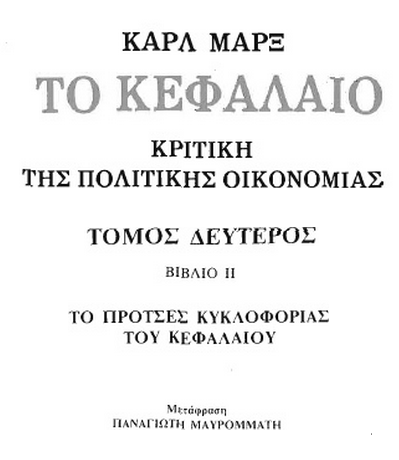 ΚΑΡΛ ΜΑΡΞ
ΤΟ ΚΕΦΑΛΑΙΟ
ΚΡΙΤΙΚΗ
ΤΗΣ ΠΟΛΙΤΙΚΗΣ ΟΙΚΟΝΟΜΙΑΣ
ΤΟΜΟΣ ΔΕΥΤΕΡΟΣ
ΒΙΒΛΙΟ ΙΙ
ΤΟ ΠΡΟΤΣΕΣ ΚΥΚΛΟΦΟΡΙΑΣ
ΤΟΥ ΚΕΦΑΛΑΙΟΥ
Μετάφραση
ΠΑΝΑΓΙΩΤΗ ΜΑΥΡΟΜΜΑΤΗ